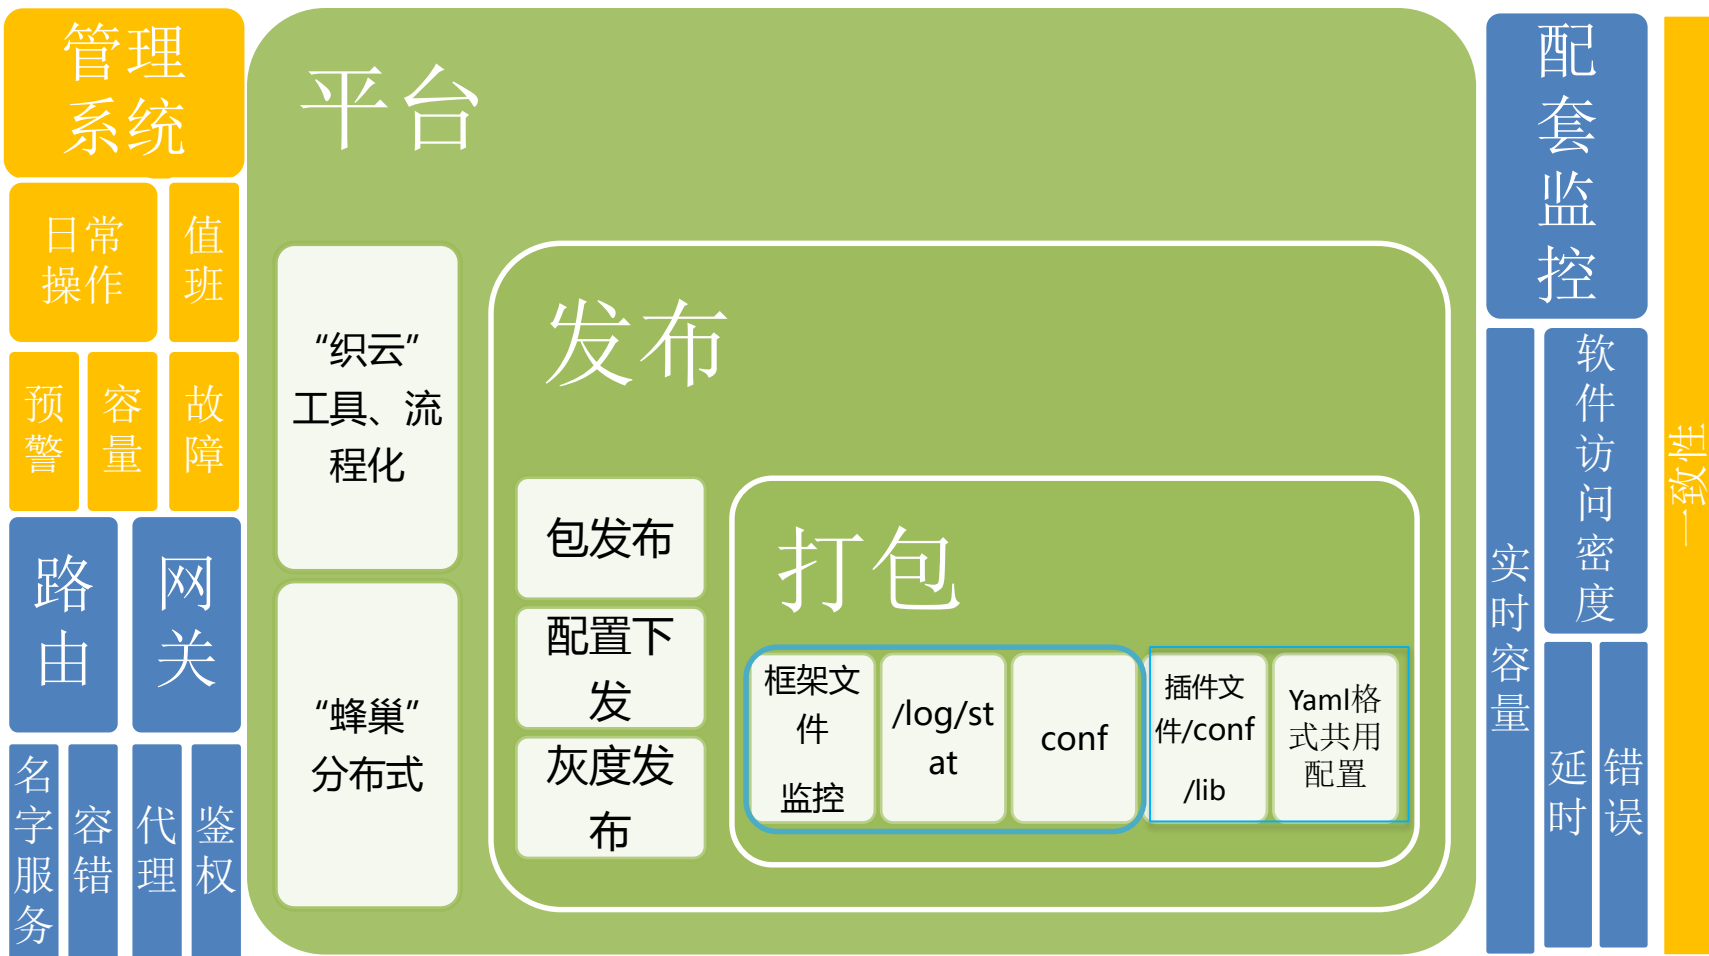 管理
系统
日常
操作
值
班
预
警
容
量
故
障
路
由
网
关
名
字
服
务
容
错
代
理
鉴
权
平台
“织云”
工具、流
程化
“蜂巢”
分布式
发布
包发布
配置下
发
灰度发
布
打包
框架文
件
监控
/log/st
at
conf
插件文
件/conf
/lib
Yaml格
式共用
配置
配
套
监
控
实
时
容
量
软
件
访
问
密
度
延
时
错
误
一致性